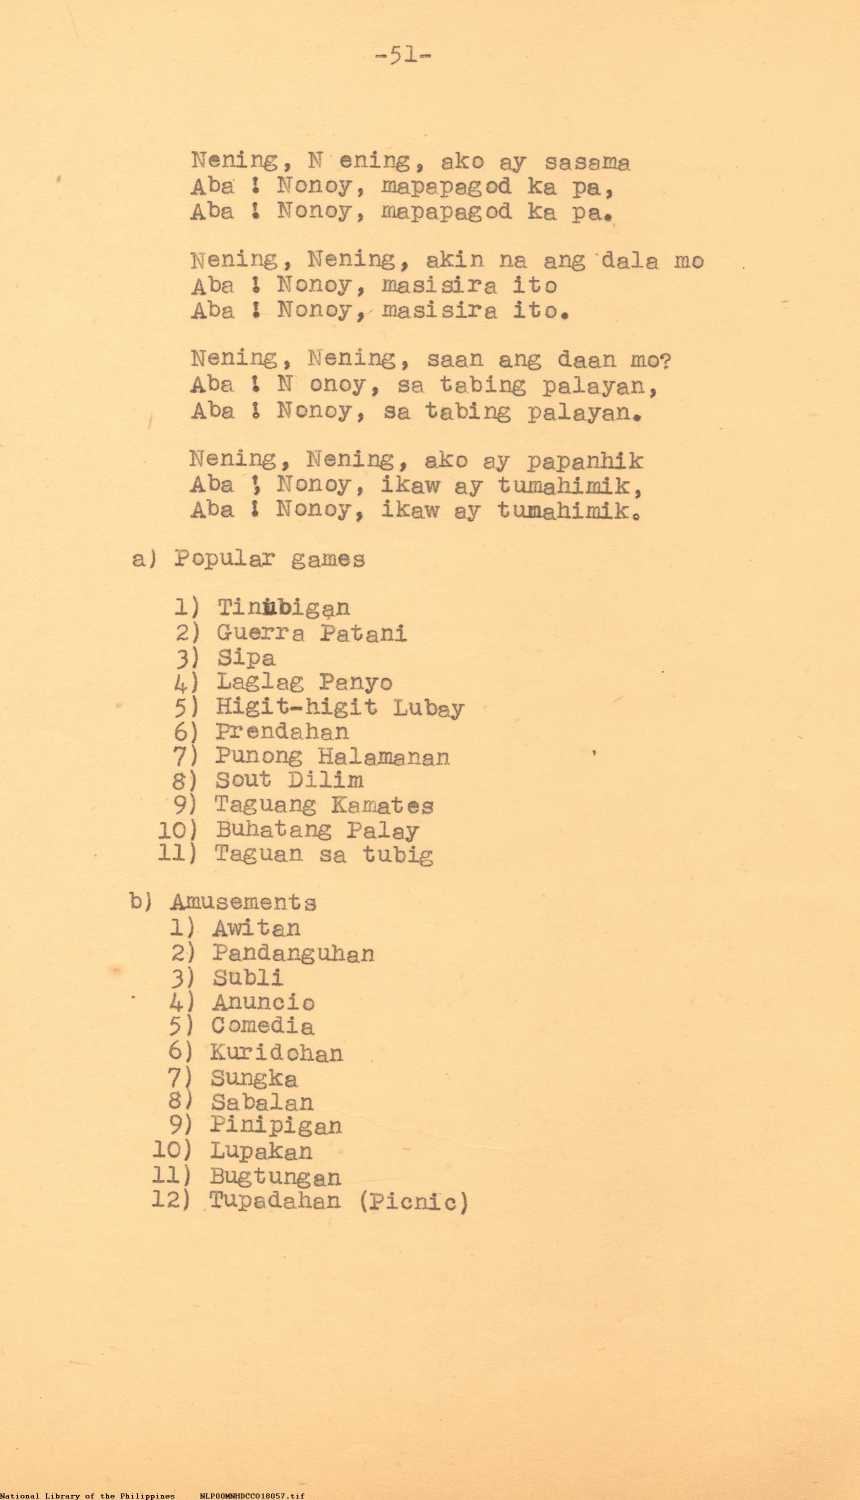 -51-
Nening, N ening, ako ay sasama
Aba ! Nonoy, mapapagod ka pa,
Aba ! Nonoy, mapapagod ka pa.
Nening, Nening, akin na ang dala mo
Aba ! Nonoy, masisira ito
Aba ! Nonoy, masisira ito.
Nening, Nening, saan ang daan mo?
Aba ! N onoy, sa tabing palayan,
Aba ! Nonoy, sa tabing palayan.
Nening, Nening, ako ay papanhik
Aba !, Nonoy, ikaw ay tumahimik,
Aba ! Nonoy, ikaw ay tumahimik.
a) Popular games
1) Tinubigan
2) Guerra Patani
3) Sipa
4) Laglag Panyo
5) Higit-higit Lubay
6) Prendahan
7) Punong Halamanan
8) Sout Dilim
9) Taguang Kamates
10) Buhatang Palay
11) Taguan sa tubig
b) Amusements
1) Awitan
2) Pandanguhan
3) Subli
4) Anuncio
5) Comedia
6) Kuridohan
7) Sungka
8) Sabalan
9) Pinipigan
10) Lupakan
11) Bugtungan
12) Tupadahan (Picnic)
National Library of the Philippines NLP00MNHDCC018057.tif